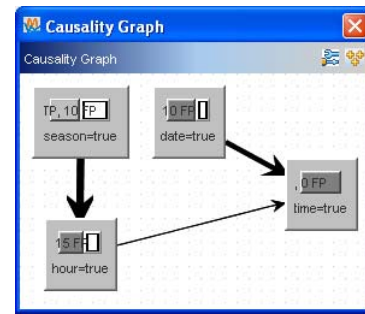 Causality Graph
Causality Graph
TP, 10 FP
season=true
10 FP
date=true
, 0 FP
time=true
15 F
hour=true